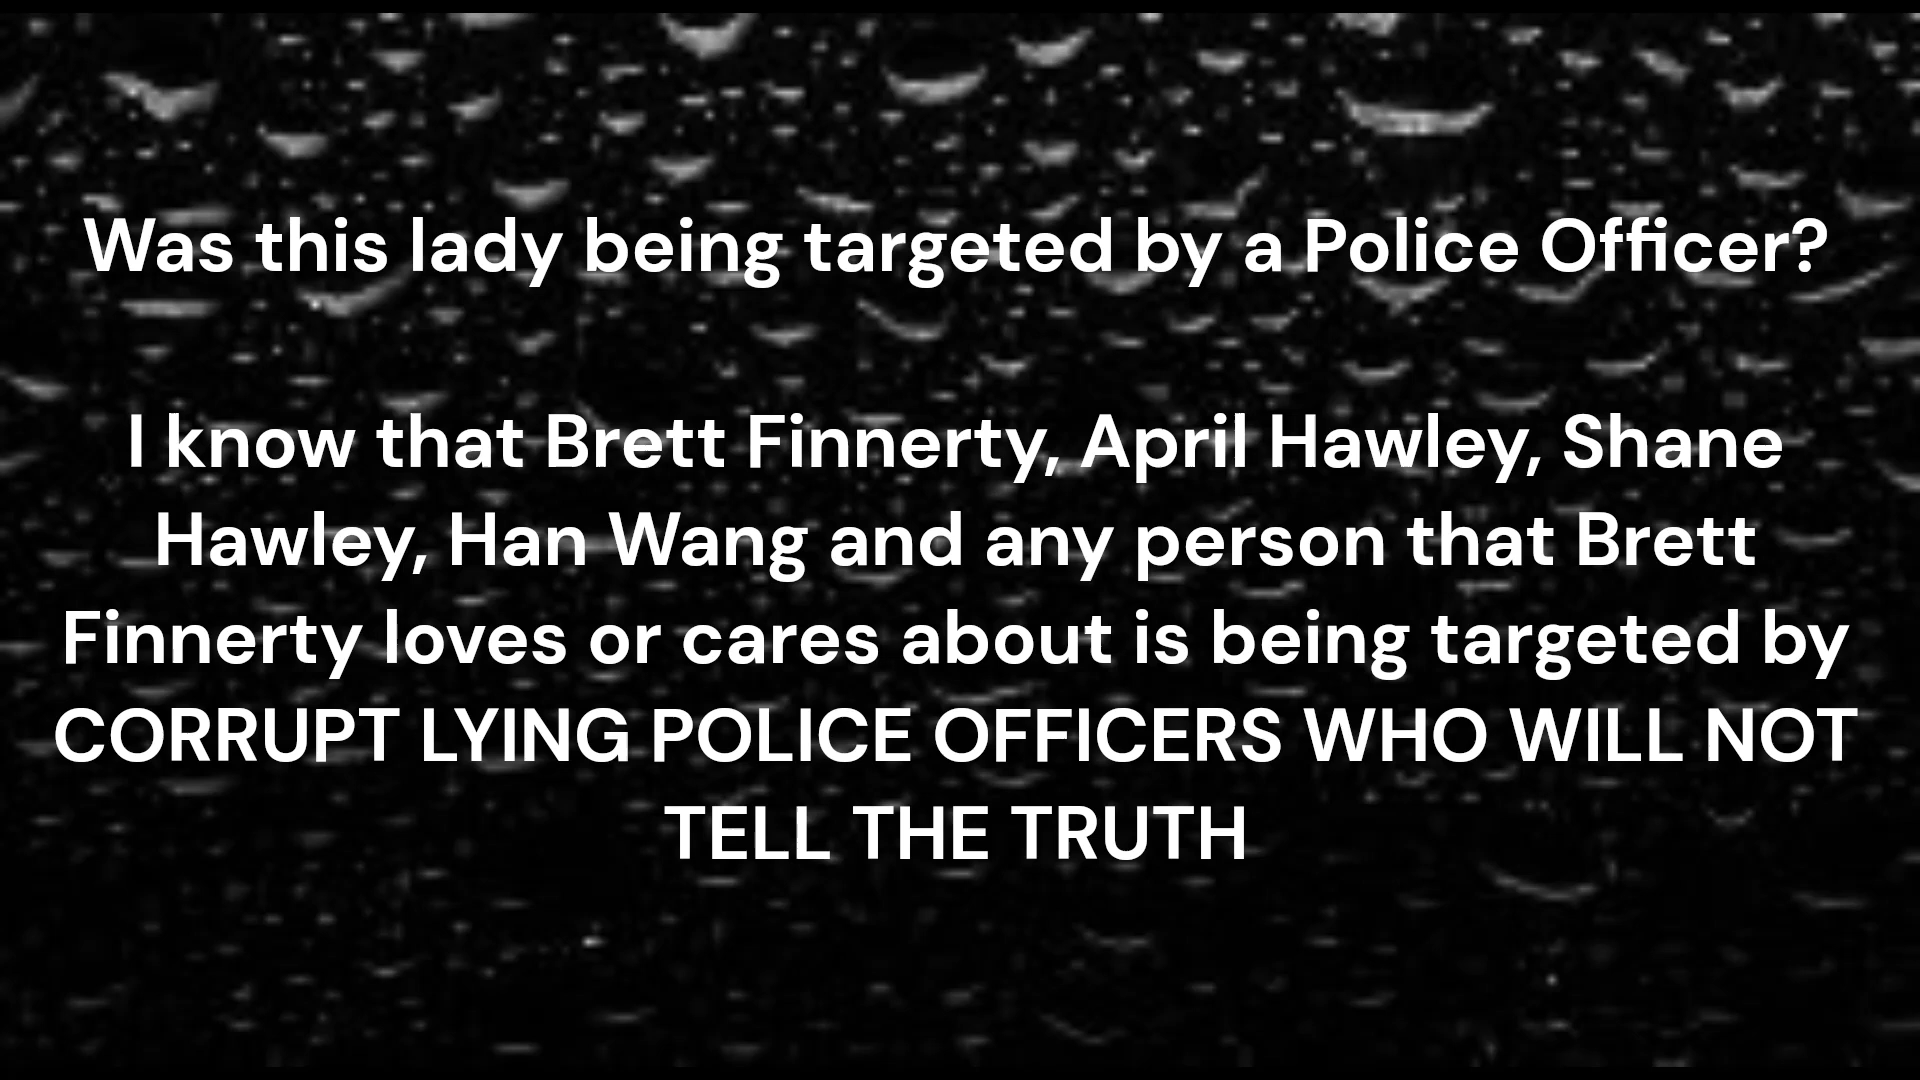 Was this lady being targeted by a Police Officer?
I know that Brett Finnerty, April Hawley, Shane
Hawley, Han Wang and any person that Brett
Finnerty loves or cares about is being targeted by
CORRUPT LYING POLICE OFFICERS WHO WILL NOT
TELL THE TRUTH